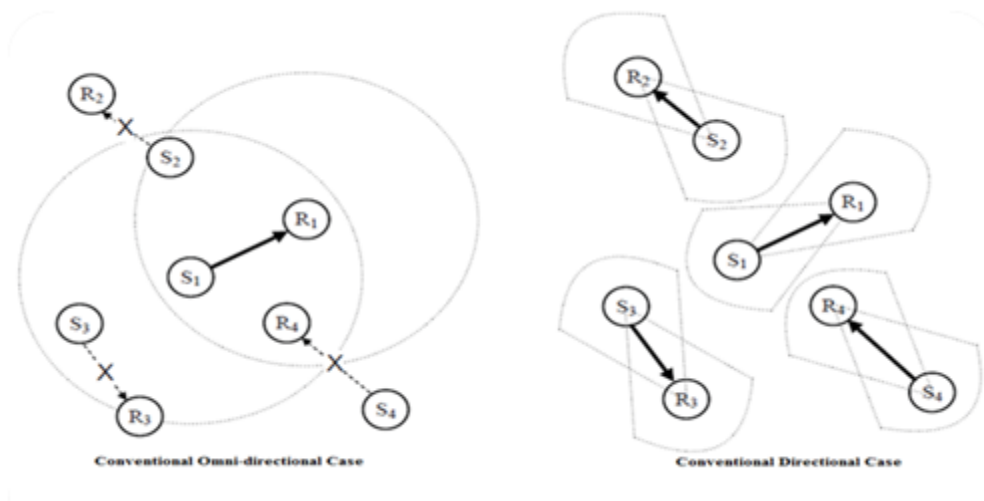 R₂
X
S₂
R₁
S₁
S₃
R₄
X
X
R₃
S₄
Conventional Omni-directional Case
R₂
S₂
R₁
S₁
S₃
R₄
R₃
S₄
Conventional Directional Case